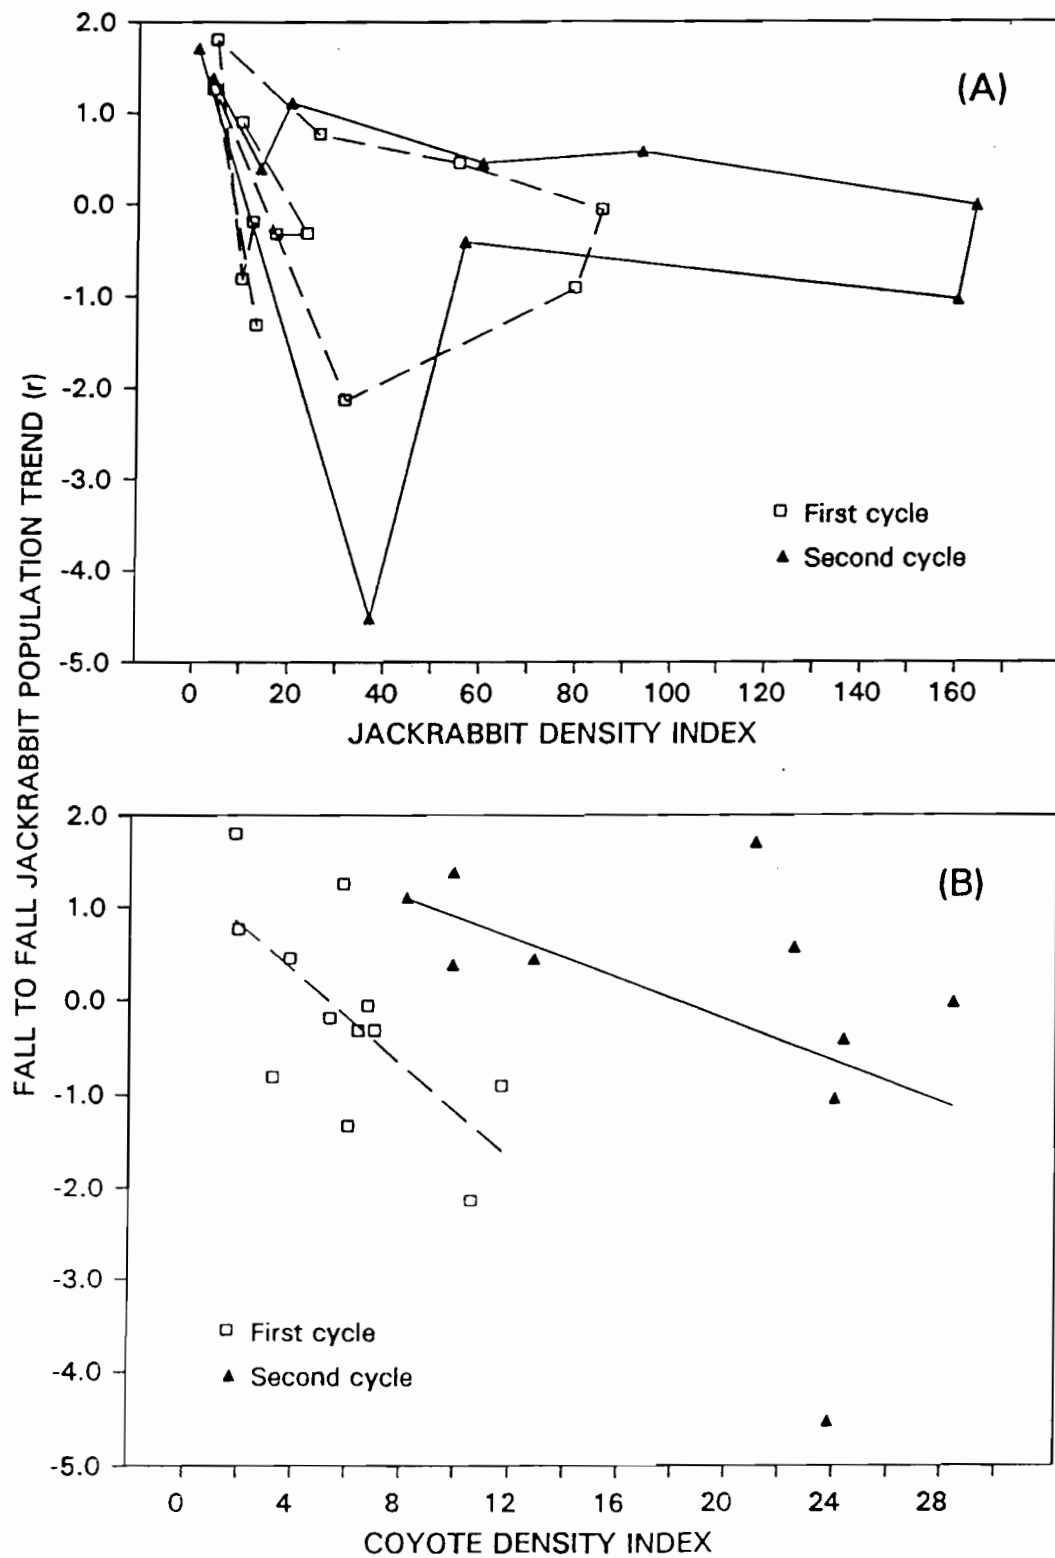 FALL TO FALL JACKRABBIT POPULATION TREND (r)
2.0
1.0
0.0
-1.0
-2.0
-3.0
-4.0
-5.0
(A)
First cycle
Second cycle
0 20 40 60 80 100 120 140 160
JACKRABBIT DENSITY INDEX
2.0
1.0
0.0
-1.0
-2.0
-3.0
-4.0
-5.0
(B)
First cycle
Second cycle
0 4 8 12 16 20 24 28
COYOTE DENSITY INDEX